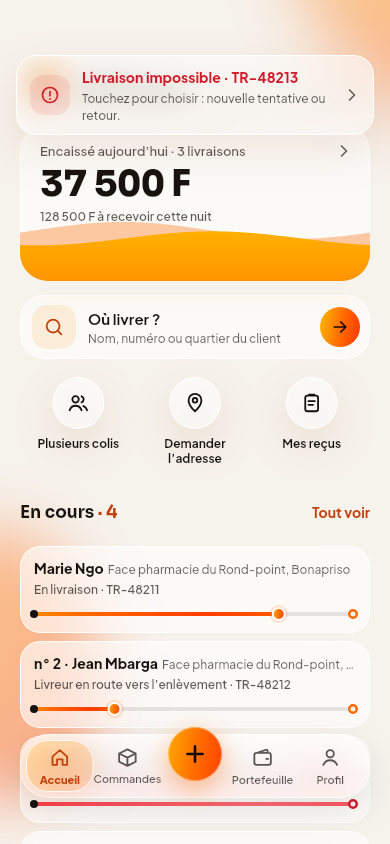 Livraison impossible · TR-48213
Touchez pour choisir : nouvelle tentative ou
retour.
Encaissé aujourd’hui · 3 livraisons
37 500 F
128 500 F à recevoir cette nuit
Où livrer ?
Nom, numéro ou quartier du client
Plusieurs colis
Demander
l’adresse
Mes reçus
En cours · 4
Tout voir
Marie Ngo Face pharmacie du Rond-point, Bonapriso
En livraison · TR-48211
n° 2 · Jean Mbarga Face pharmacie du Rond-point, …
Livreur en route vers l’enlèvement · TR-48212
Accueil
Commandes
Portefeuille
Profil